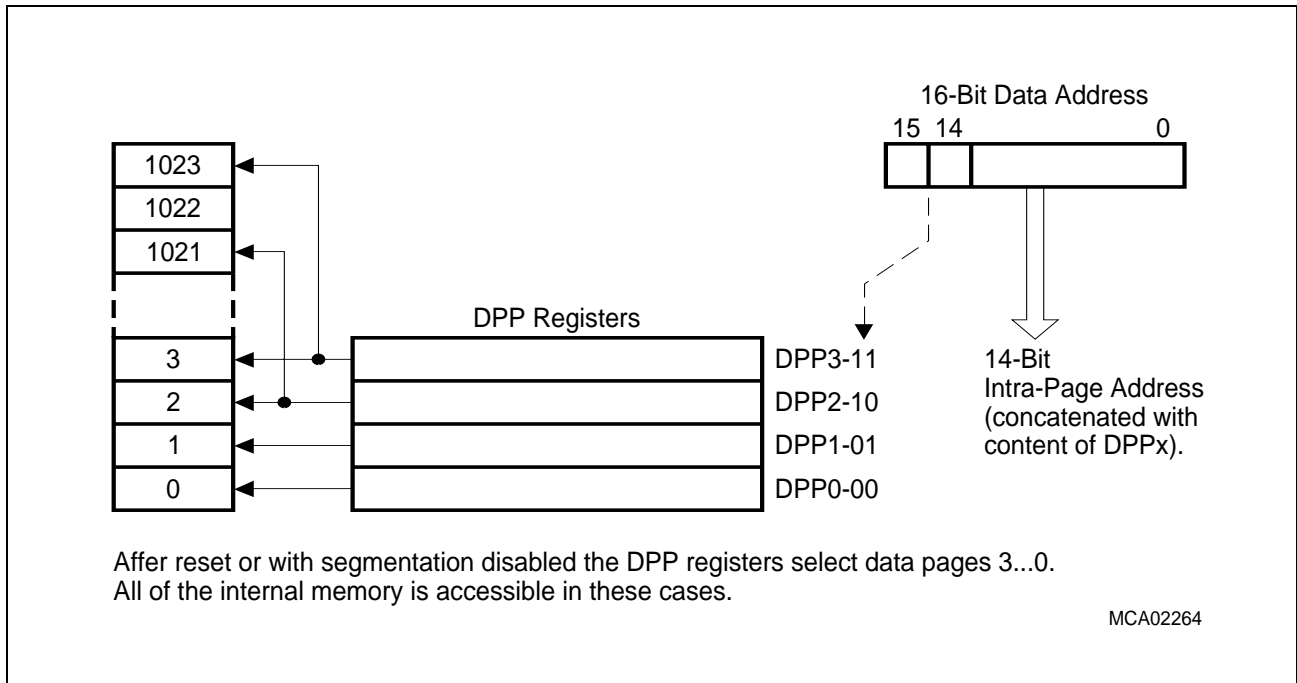 16-Bit Data Address
15 14 0
1023
1022
1021
DPP Registers
3
2
1
0
DPP3-11
DPP2-10
DPP1-01
DPP0-00
14-Bit
Intra-Page Address
(concatenated with
content of DPPx).
Affer reset or with segmentation disabled the DPP registers select data pages 3...0.
All of the internal memory is accessible in these cases.
MCA02264